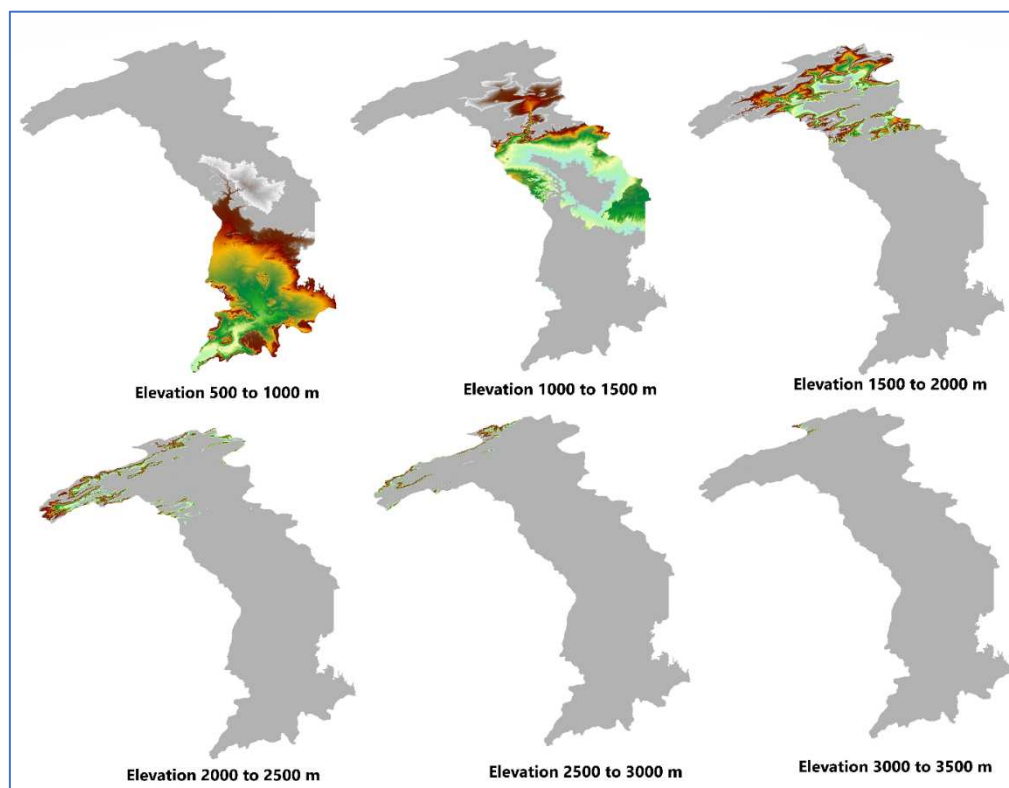 Elevation 500 to 1000 m
Elevation 1000 to 1500 m
Elevation 1500 to 2000 m
Elevation 2000 to 2500 m
Elevation 2500 to 3000 m
Elevation 3000 to 3500 m